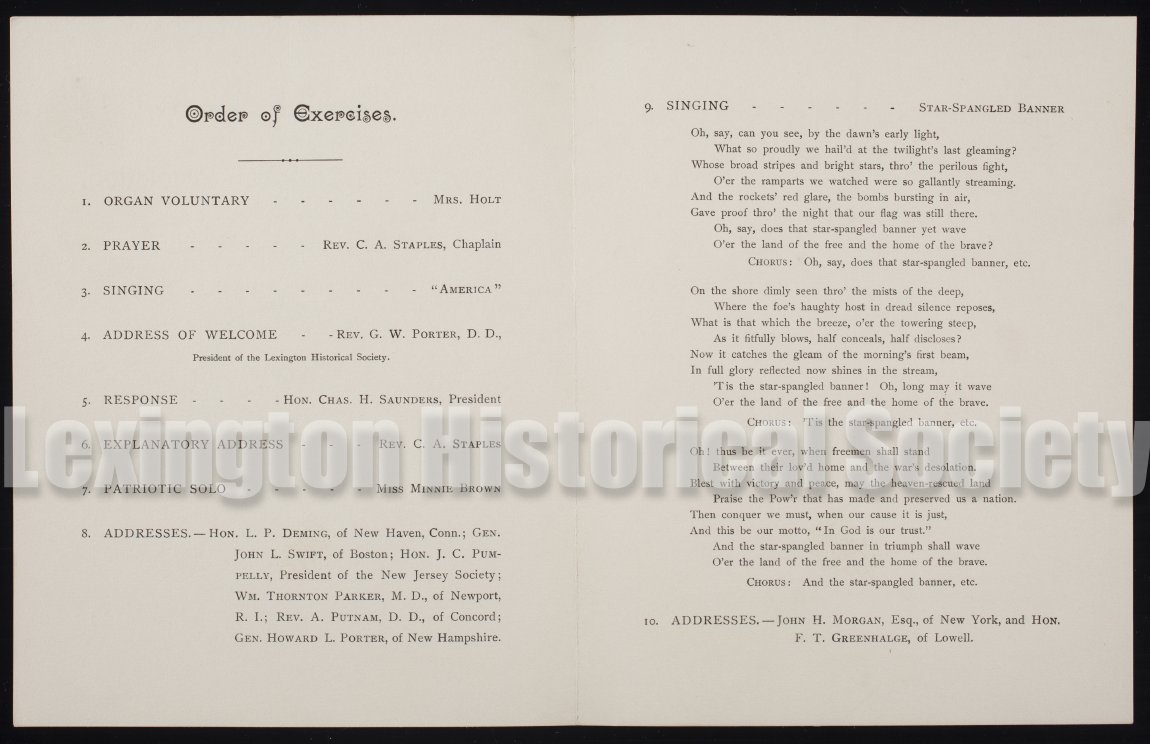 Order of Exercises.
1. ORGAN VOLUNTARY - - - - - - MRS. HOLT
2. PRAYER - - - - - REV. C. A. STAPLES, Chaplain
3. SINGING - - - - - - - - - "AMERICA"
4. ADDRESS OF WELCOME - - REV. G. W. PORTER, D. D.,
President of the Lexington Historical Society.
5. RESPONSE - - - - HON. CHAS. H. SAUNDERS, President
6. EXPLANATORY ADDRESS - - - REV. C. A. STAPLES
7. PATRIOTIC SOLO - - - - - MISS MINNIE BROWN
8. ADDRESSES.—HON. L. P. DEMING, of New Haven, Conn.; GEN.
JOHN L. SWIFT, of Boston; HON. J. C. PUM-
PELLY, President of the New Jersey Society;
WM. THORNTON PARKER, M. D., of Newport,
R. I.; REV. A. PUTNAM, D. D., of Concord;
GEN. HOWARD L. PORTER, of New Hampshire.
9. SINGING - - - - - - STAR-SPANGLED BANNER
Oh, say, can you see, by the dawn's early light,
What so proudly we hail'd at the twilight's last gleaming?
Whose broad stripes and bright stars, thro' the perilous fight,
O'er the ramparts we watched were so gallantly streaming.
And the rockets' red glare, the bombs bursting in air,
Gave proof thro' the night that our flag was still there.
Oh, say, does that star-spangled banner yet wave
O'er the land of the free and the home of the brave?
CHORUS: Oh, say, does that star-spangled banner, etc.
On the shore dimly seen thro' the mists of the deep,
Where the foe's haughty host in dread silence reposes,
What is that which the breeze, o'er the towering steep,
As it fitfully blows, half conceals, half discloses?
Now it catches the gleam of the morning's first beam,
In full glory reflected now shines in the stream,
'Tis the star-spangled banner! Oh, long may it wave
O'er the land of the free and the home of the brave.
CHORUS: 'Tis the star-spangled banner, etc.
Oh! thus be it ever, when freemen shall stand
Between their lov'd home and the war's desolation.
Blest with victory and peace, may the heaven-rescued land
Praise the Pow'r that has made and preserved us a nation.
Then conquer we must, when our cause it is just,
And this be our motto, "In God is our trust."
And the star-spangled banner in triumph shall wave
O'er the land of the free and the home of the brave.
CHORUS: And the star-spangled banner, etc.
10. ADDRESSES.—JOHN H. MORGAN, Esq., of New York, and HON.
F. T. GREENHALGE, of Lowell.
Lexington Historical Society